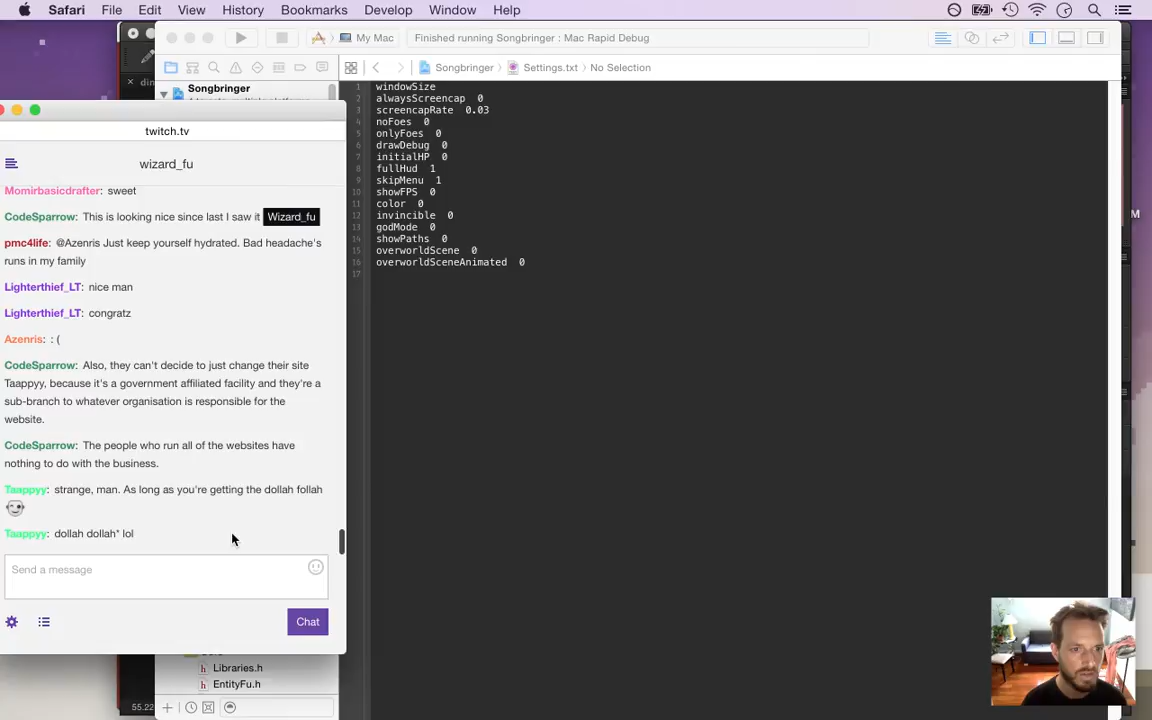 Safari File Edit View History Bookmarks Develop Window Help
My Mac Finished running Songbringer : Mac Rapid Debug
Songbringer Settings.txt No Selection
Songbringer
din
1 windowSize
2 alwaysScreencap 0
3 screencapRate 0.03
4 noFoes 0
5 onlyFoes 0
6 drawDebug 0
7 initialHP 0
8 fullHud 1
9 skipMenu 1
10 showFPS 0
11 color 0
12 invincible 0
13 godMode 0
14 showPaths 0
15 overworldScene 0
16 overworldSceneAnimated 0
17
twitch.tv
wizard_fu
Momirbasicdrafter: sweet
CodeSparrow: This is looking nice since last I saw it Wizard_fu
pmc4life: @Azenris Just keep yourself hydrated. Bad headache's
runs in my family
Lighterthief_LT: nice man
Lighterthief_LT: congratz
Azenris: : (
CodeSparrow: Also, they can't decide to just change their site
Taappyy, because it's a government affiliated facility and they're a
sub-branch to whatever organisation is responsible for the
website.
CodeSparrow: The people who run all of the websites have
nothing to do with the business.
Taappyy: strange, man. As long as you're getting the dollah follah
Taappyy: dollah dollah* lol
Send a message
Chat
h Libraries.h
h EntityFu.h
55.22
M